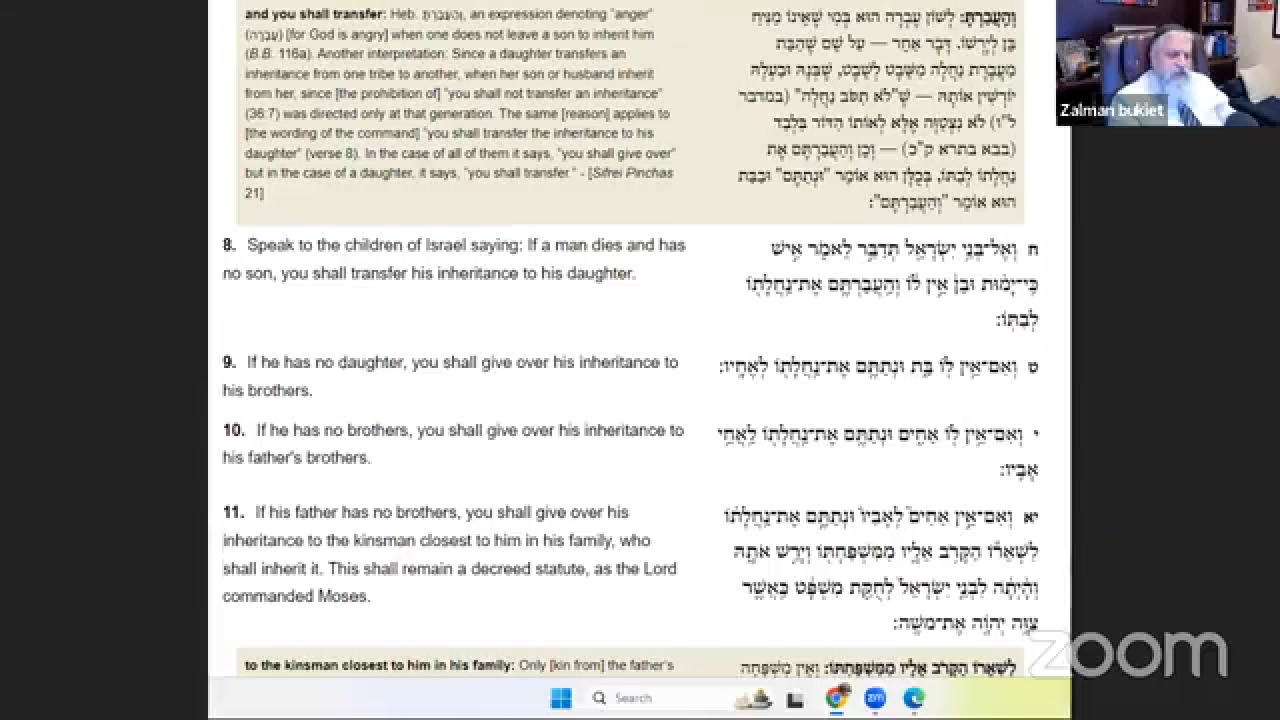 and you shall transfer: Heb. וְהַעֲבַרְתָּ, an expression denoting "anger"
(עֶבְרָה) [for God is angry] when one does not leave a son to inherit him
(B.B. 116a). Another interpretation: Since a daughter transfers an
inheritance from one tribe to another, when her son or husband inherit
from her, since [the prohibition of] "you shall not transfer an inheritance"
(36:7) was directed only at that generation. The same [reason] applies to
[the wording of the command] "you shall transfer the inheritance to his
daughter" (verse 8). In the case of all of them it says, "you shall give over"
but in the case of a daughter, it says, "you shall transfer." - [Sifrei Pinchas
21]
וְהַעֲבַרְתָּ: לְשׁוֹן עֶבְרָה הוּא בְּמִי שֶׁאֵינוֹ מַנִּיחַ
בֵּן לְיָרְשׁוֹ. דָּבָר אַחֵר — עַל שֵׁם שֶׁהַבַּת
מַעֲבֶרֶת נַחֲלָה מִשֵּׁבֶט לְשֵׁבֶט, שֶׁבְּנָהּ וּבַעְלָהּ
יוֹרְשִׁין אוֹתָהּ — שֶׁ"לֹּא תִסֹּב נַחֲלָה" (במדבר
ל"ו) לֹא נִצְטַוָּה אֶלָּא לְאוֹתוֹ הַדּוֹר בִּלְבַד
(בבא בתרא ק"כ) — וְכֵן וְהַעֲבַרְתֶּם אֶת
נַחֲלָתוֹ לְבִתּוֹ, בְּכֻלָּן הוּא אוֹמֵר "וּנְתַתֶּם" וּבְבַת
הוּא אוֹמֵר "וְהַעֲבַרְתֶּם":
8. Speak to the children of Israel saying: If a man dies and has
no son, you shall transfer his inheritance to his daughter.
ח וְאֶל־בְּנֵי יִשְׂרָאֵל תְּדַבֵּר לֵאמֹר אִישׁ
כִּי־יָמוּת וּבֵן אֵין לוֹ וְהַעֲבַרְתֶּם אֶת־נַחֲלָתוֹ
לְבִתּוֹ:
9. If he has no daughter, you shall give over his inheritance to
his brothers.
ט וְאִם־אֵין לוֹ בַּת וּנְתַתֶּם אֶת־נַחֲלָתוֹ לְאֶחָיו:
10. If he has no brothers, you shall give over his inheritance to
his father's brothers.
י וְאִם־אֵין לוֹ אַחִים וּנְתַתֶּם אֶת־נַחֲלָתוֹ לַאֲחֵי
אָבִיו:
11. If his father has no brothers, you shall give over his
inheritance to the kinsman closest to him in his family, who
shall inherit it. This shall remain a decreed statute, as the Lord
commanded Moses.
יא וְאִם־אֵין אַחִים לְאָבִיו וּנְתַתֶּם אֶת־נַחֲלָתוֹ
לִשְׁאֵרוֹ הַקָּרֹב אֵלָיו מִמִּשְׁפַּחְתּוֹ וְיָרַשׁ אֹתָהּ
וְהָיְתָה לִבְנֵי יִשְׂרָאֵל לְחֻקַּת מִשְׁפָּט כַּאֲשֶׁר
צִוָּה יְהוָֹה אֶת־מֹשֶׁה:
to the kinsman closest to him in his family: Only [kin from] the father's
לִשְׁאֵרוֹ הַקָּרֹב אֵלָיו מִמִּשְׁפַּחְתּוֹ: וְאֵין מִשְׁפָּחָה
Zalman bukiet
zoom
Search
zm